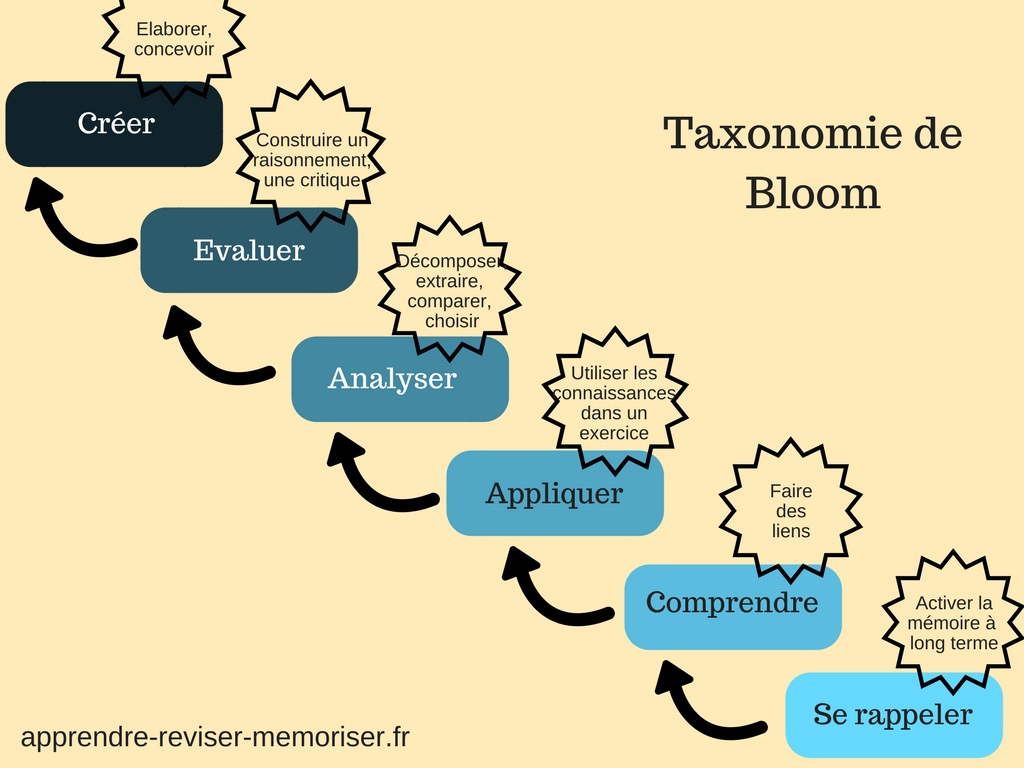 Elaborer,
concevoir
Créer
Taxonomie de
Bloom
Construire un
raisonnement,
une critique
Evaluer
Décomposer,
extraire,
comparer,
choisir
Analyser
Utiliser les
connaissances
dans un
exercice
Appliquer
Faire
des
liens
Comprendre
Activer la
mémoire à
long terme
Se rappeler
apprendre-reviser-memoriser.fr